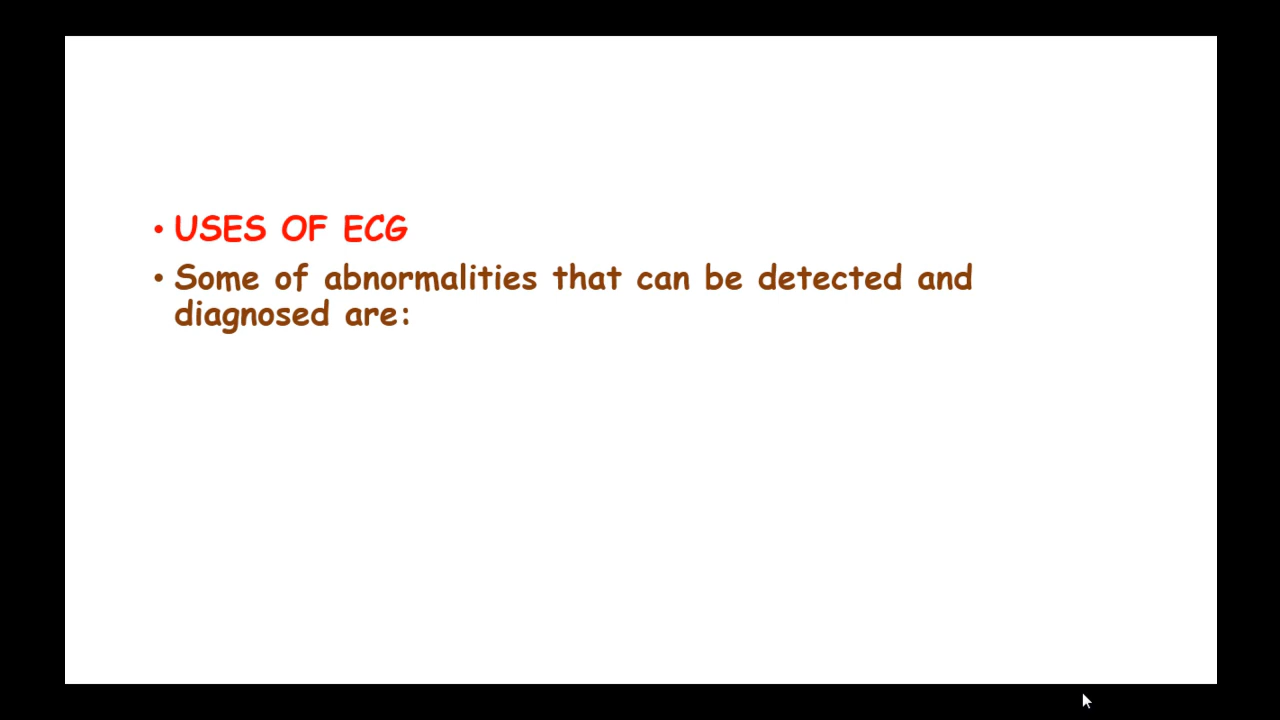 • USES OF ECG
• Some of abnormalities that can be detected and
diagnosed are: